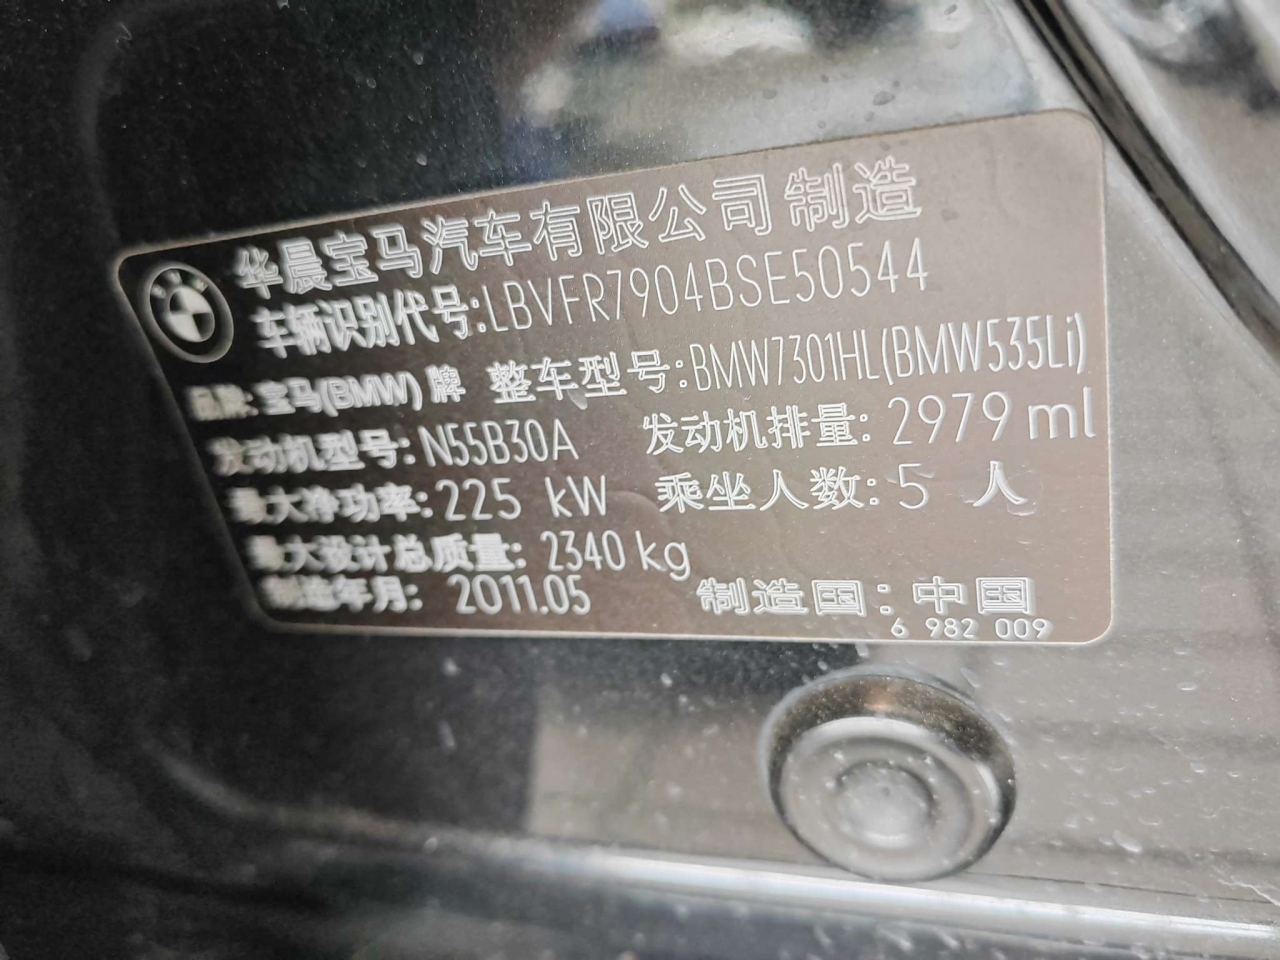 华晨宝马汽车有限公司 制造
车辆识别代号:LBVFR7904BSE50544
品牌: 宝马(BMW) 牌 整车型号:BMW7301HL(BMW535Li)
发动机型号:N55B30A 发动机排量: 2979 ml
最大净功率:225 kW 乘坐人数: 5 人
最大设计总质量: 2340 kg
制造年月: 2011.05 制造国: 中国
6 982 009